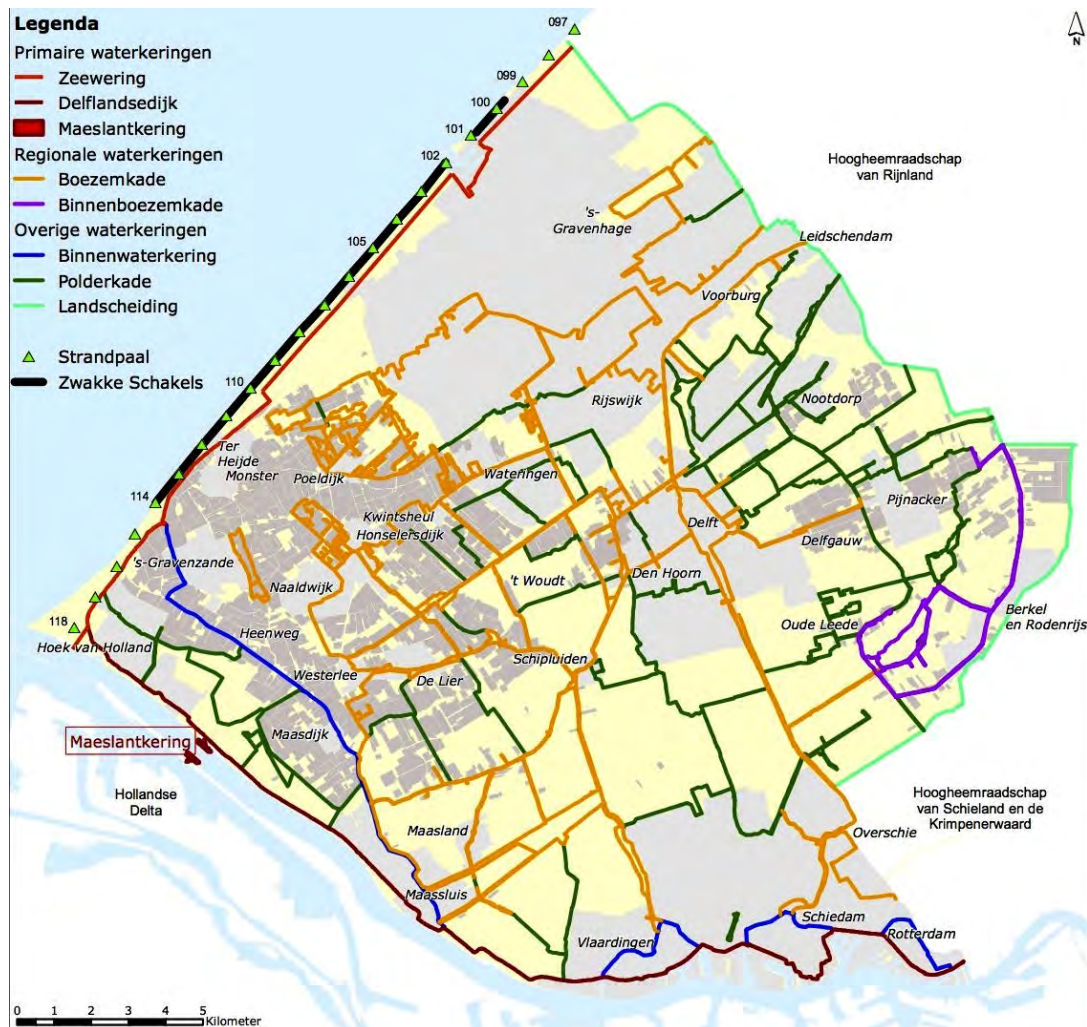 Legenda
Primaire waterkeringen
Zeewering
Delflandsedijk
Maeslantkering
Regionale waterkeringen
Boezemkade
Binnenboezemkade
Overige waterkeringen
Binnenwaterkering
Polderkade
Landscheiding
Strandpaal
Zwakke Schakels
097
099
100
101
102
105
110
114
118
N
Hoogheemraadschap
van Rijnland
's-
Gravenhage
Leidschendam
Voorburg
Rijswijk
Nootdorp
Ter
Heijde
Monster
Poeldijk
Wateringen
Kwintsheul
Honselersdijk
Pijnacker
Delft
Delfgauw
's-Gravenzande
Naaldwijk
't Woudt
Den Hoorn
Oude Leede
Berkel
en Rodenrijs
Hoek van Holland
Heenweg
Westerlee
De Lier
Schipluiden
Maasdijk
Maeslantkering
Hollandse
Delta
Hoogheemraadschap
van Schieland en de
Krimpenerwaard
Maasland
Overschie
Maassluis
Vlaardingen
Schiedam
Rotterdam
0 1 2 3 4 5
Kilometer